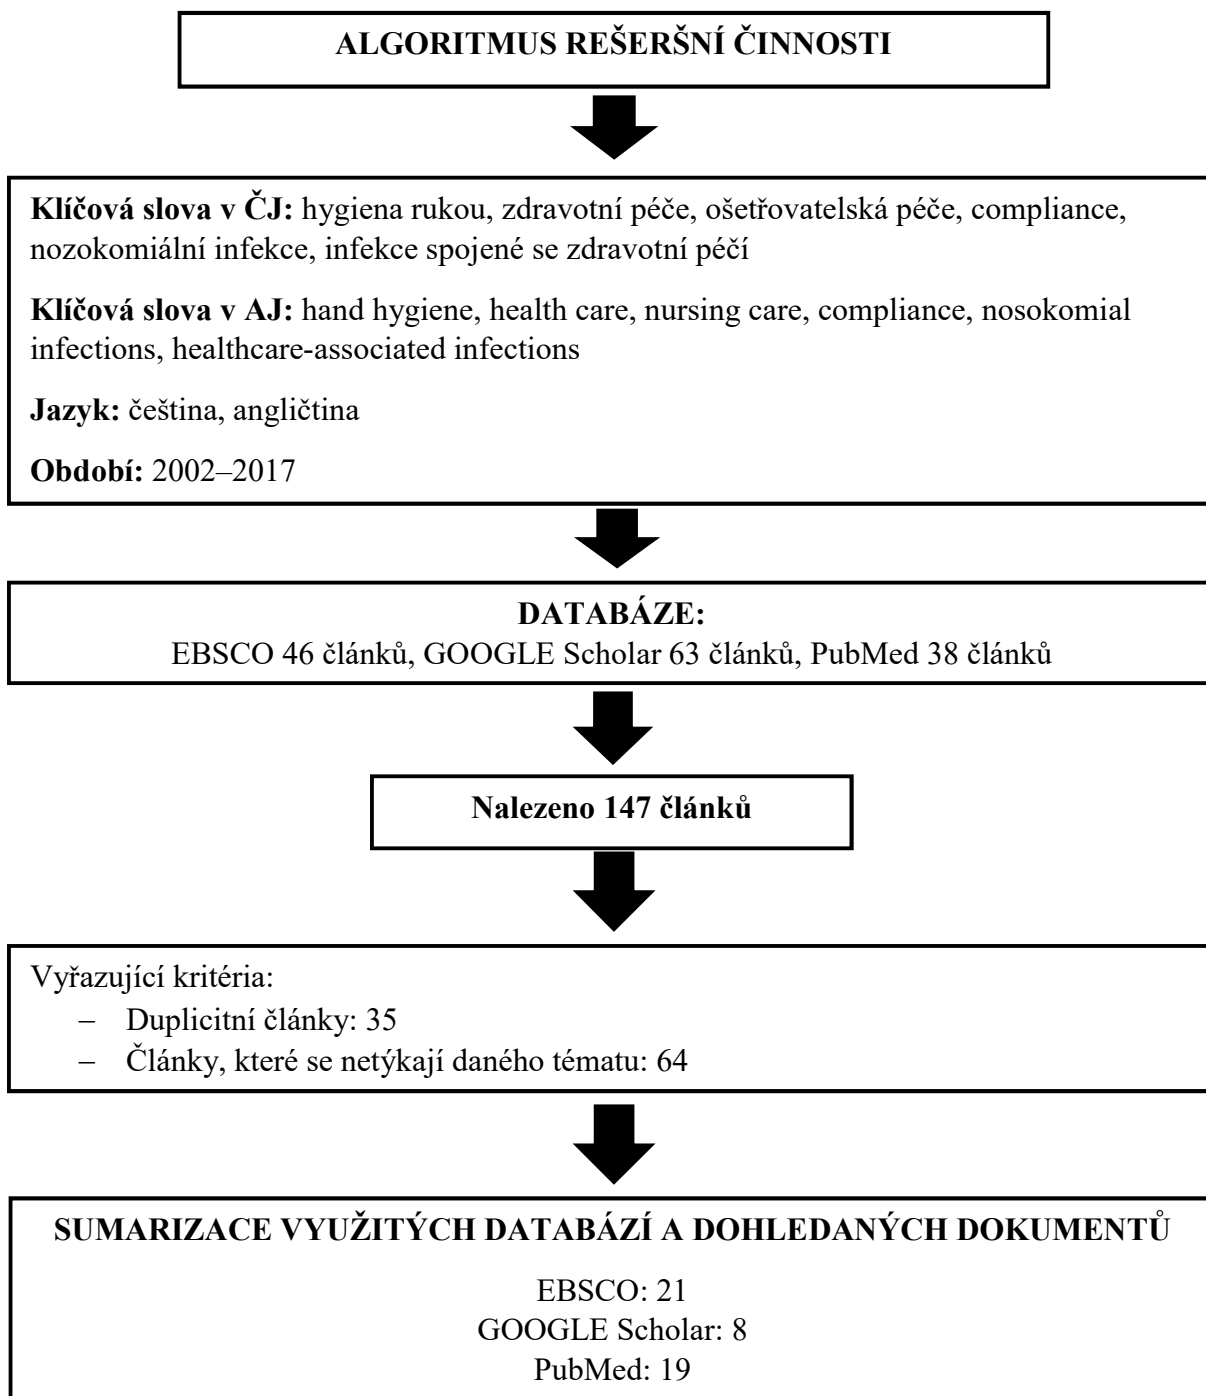 ALGORITMUS REŠERŠNÍ ČINNOSTI
Klíčová slova v ČJ: hygiena rukou, zdravotní péče, ošetřovatelská péče, compliance,
nozokomiální infekce, infekce spojené se zdravotní péčí
Klíčová slova v AJ: hand hygiene, health care, nursing care, compliance, nosokomial
infections, healthcare-associated infections
Jazyk: čeština, angličtina
Období: 2002–2017
DATABÁZE:
EBSCO 46 článků, GOOGLE Scholar 63 článků, PubMed 38 článků
Nalezeno 147 článků
Vyřazující kritéria:
– Duplicitní články: 35
– Články, které se netýkají daného tématu: 64
SUMARIZACE VYUŽITÝCH DATABÁZÍ A DOHLEDANÝCH DOKUMENTŮ
EBSCO: 21
GOOGLE Scholar: 8
PubMed: 19